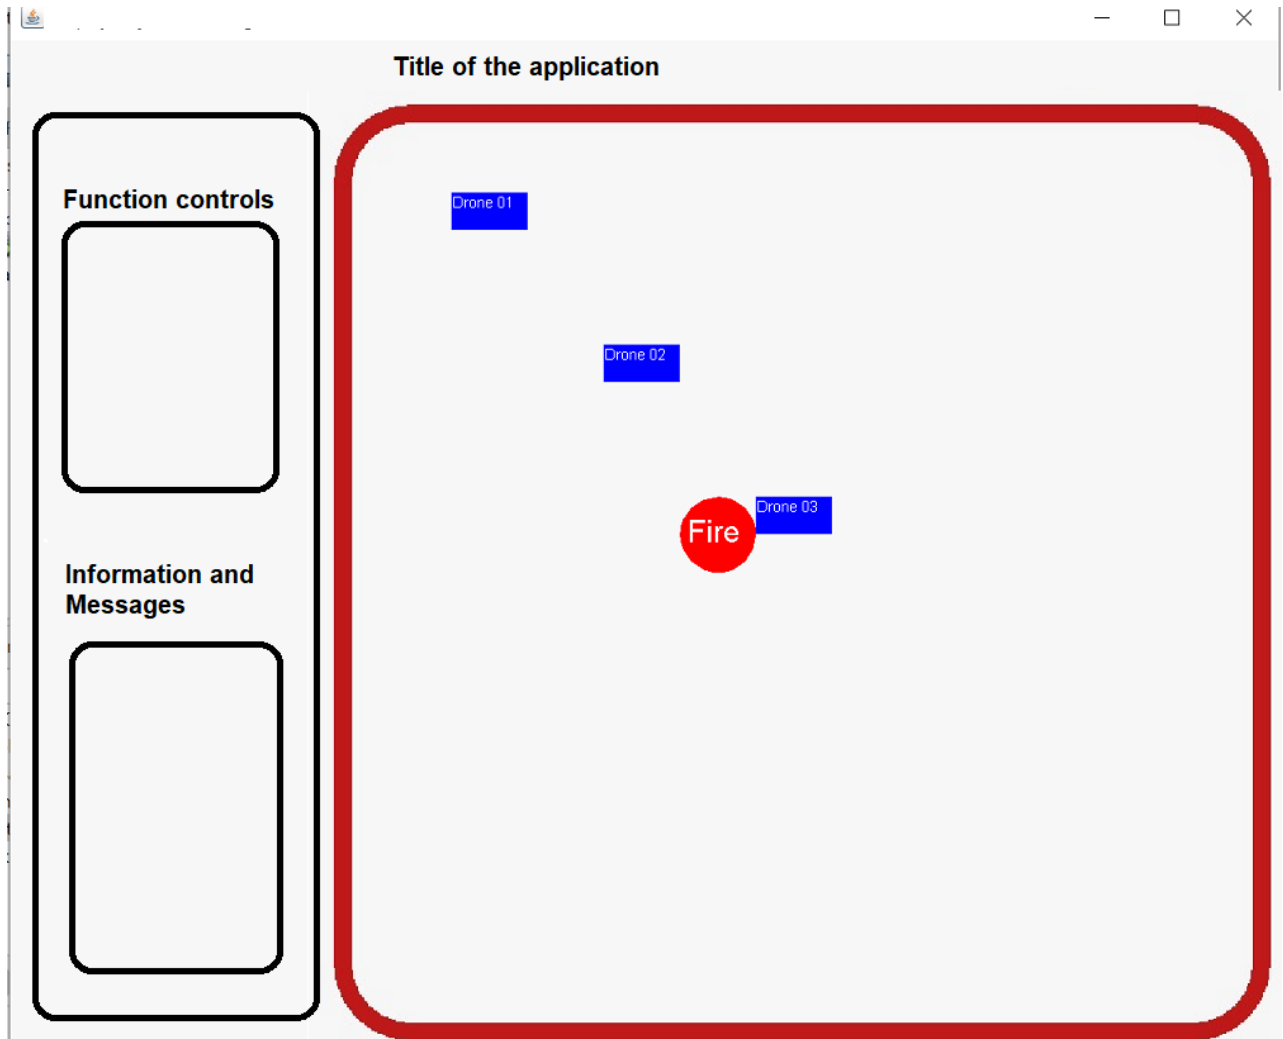 Title of the application
Function controls
Drone 01
Drone 02
Drone 03
Fire
Information and
Messages